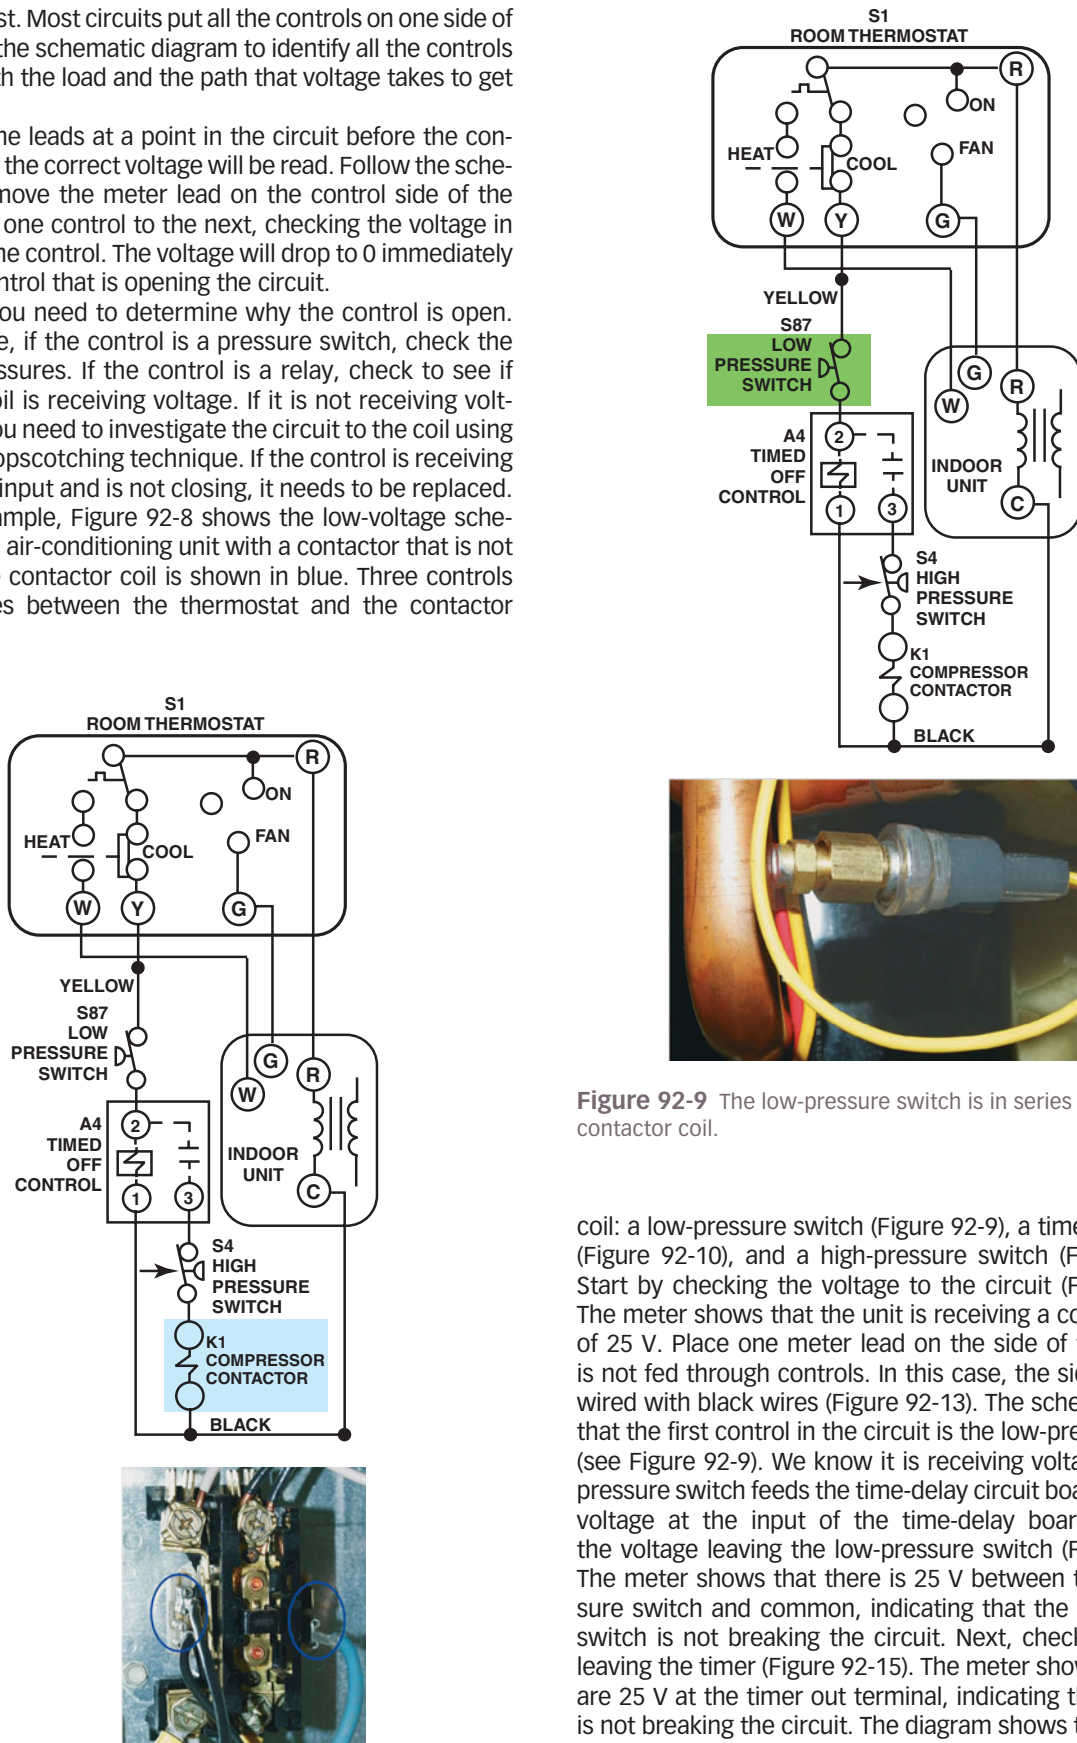 st. Most circuits put all the controls on one side of
the schematic diagram to identify all the controls
th the load and the path that voltage takes to get
ne leads at a point in the circuit before the con-
the correct voltage will be read. Follow the sche-
move the meter lead on the control side of the
one control to the next, checking the voltage in
ne control. The voltage will drop to 0 immediately
ntrol that is opening the circuit.
ou need to determine why the control is open.
e, if the control is a pressure switch, check the
ssures. If the control is a relay, check to see if
oil is receiving voltage. If it is not receiving volt-
ou need to investigate the circuit to the coil using
opscotching technique. If the control is receiving
input and is not closing, it needs to be replaced.
ample, Figure 92-8 shows the low-voltage sche-
air-conditioning unit with a contactor that is not
e contactor coil is shown in blue. Three controls
es between the thermostat and the contactor
S1
ROOM THERMOSTAT
R
ON
FAN
HEAT
COOL
W
Y
G
YELLOW
S87
LOW
PRESSURE
SWITCH
G
R
W
A4
TIMED
OFF
CONTROL
2
1
3
INDOOR
UNIT
C
S4
HIGH
PRESSURE
SWITCH
K1
COMPRESSOR
CONTACTOR
BLACK
S1
ROOM THERMOSTAT
R
ON
FAN
HEAT
COOL
W
Y
G
YELLOW
S87
LOW
PRESSURE
SWITCH
G
R
W
A4
TIMED
OFF
CONTROL
2
1
3
INDOOR
UNIT
C
S4
HIGH
PRESSURE
SWITCH
K1
COMPRESSOR
CONTACTOR
BLACK
Figure 92-9 The low-pressure switch is in series
contactor coil.
coil: a low-pressure switch (Figure 92-9), a time
(Figure 92-10), and a high-pressure switch (F
Start by checking the voltage to the circuit (F
The meter shows that the unit is receiving a co
of 25 V. Place one meter lead on the side of
is not fed through controls. In this case, the si
wired with black wires (Figure 92-13). The sche
that the first control in the circuit is the low-pre
(see Figure 92-9). We know it is receiving volta
pressure switch feeds the time-delay circuit boa
voltage at the input of the time-delay boar
the voltage leaving the low-pressure switch (F
The meter shows that there is 25 V between t
sure switch and common, indicating that the
switch is not breaking the circuit. Next, chec
leaving the timer (Figure 92-15). The meter show
are 25 V at the timer out terminal, indicating th
is not breaking the circuit. The diagram shows t